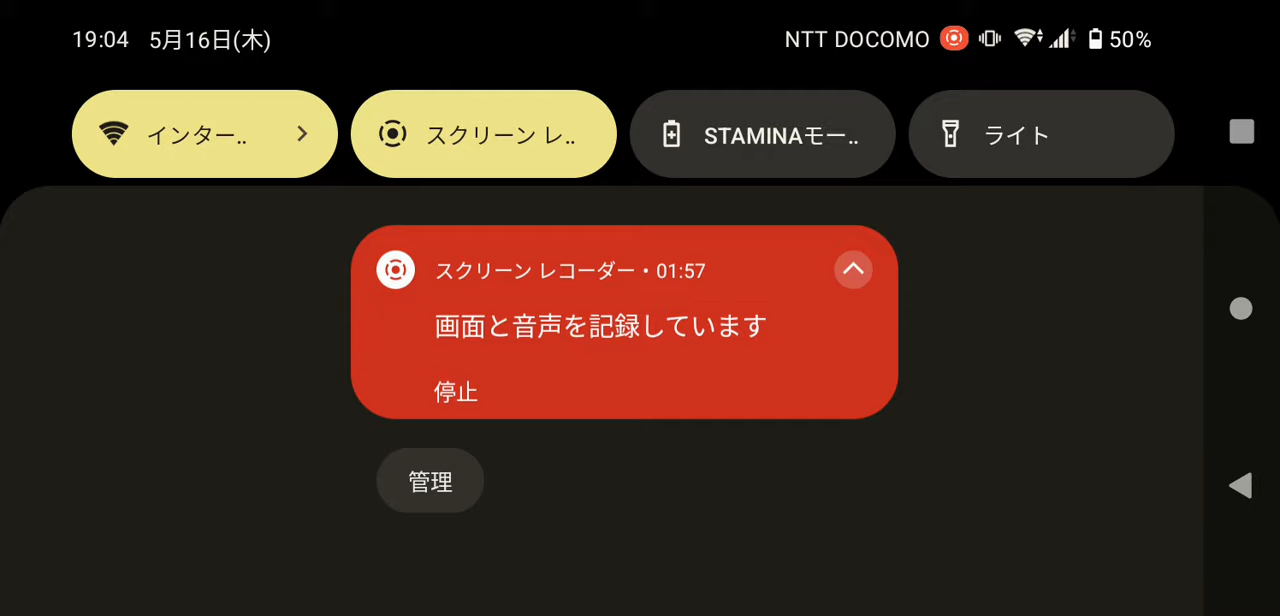 19:04 5月16日(木) NTT DOCOMO 50%
インター.. スクリーン レ.. STAMINAモー.. ライト
スクリーン レコーダー・01:57
画面と音声を記録しています
停止
管理